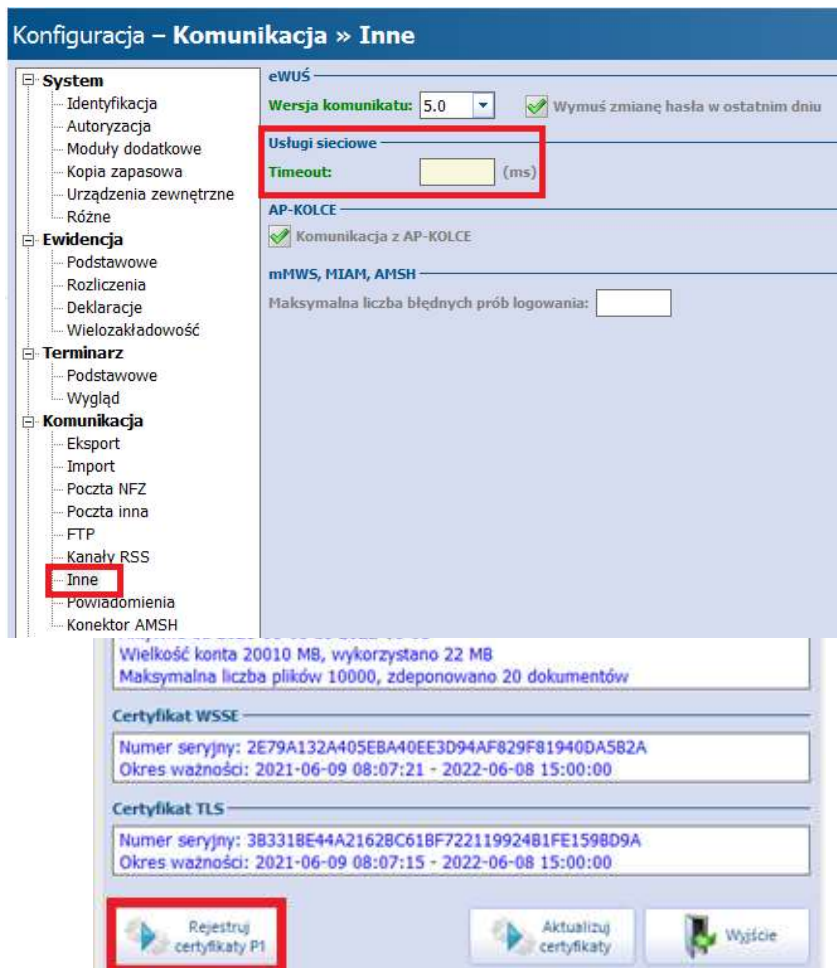 Konfiguracja – Komunikacja » Inne
System
Identyfikacja
Autoryzacja
Moduły dodatkowe
Kopia zapasowa
Urządzenia zewnętrzne
Różne
Ewidencja
Podstawowe
Rozliczenia
Deklaracje
Wielozakładowość
Terminarz
Podstawowe
Wygląd
Komunikacja
Eksport
Import
Poczta NFZ
Poczta inna
FTP
Kanały RSS
Inne
Powiadomienia
Konektor AMSH
eWUŚ
Wersja komunikatu: 5.0 Wymuś zmianę hasła w ostatnim dniu
Usługi sieciowe
Timeout: (ms)
AP-KOLCE
Komunikacja z AP-KOLCE
mMWS, MIAM, AMSH
Maksymalna liczba błędnych prób logowania:
Wielkość konta 20010 MB, wykorzystano 22 MB
Maksymalna liczba plików 10000, zdeponowano 20 dokumentów
Certyfikat WSSE
Numer seryjny: 2E79A132A405EBA40EE3D94AF829F81940DA5B2A
Okres ważności: 2021-06-09 08:07:21 - 2022-06-08 15:00:00
Certyfikat TLS
Numer seryjny: 3B331BE44A2162BC61BF722119924B1FE159BD9A
Okres ważności: 2021-06-09 08:07:15 - 2022-06-08 15:00:00
Rejestruj
certyfikaty P1
Aktualizuj
certyfikaty
Wyjście